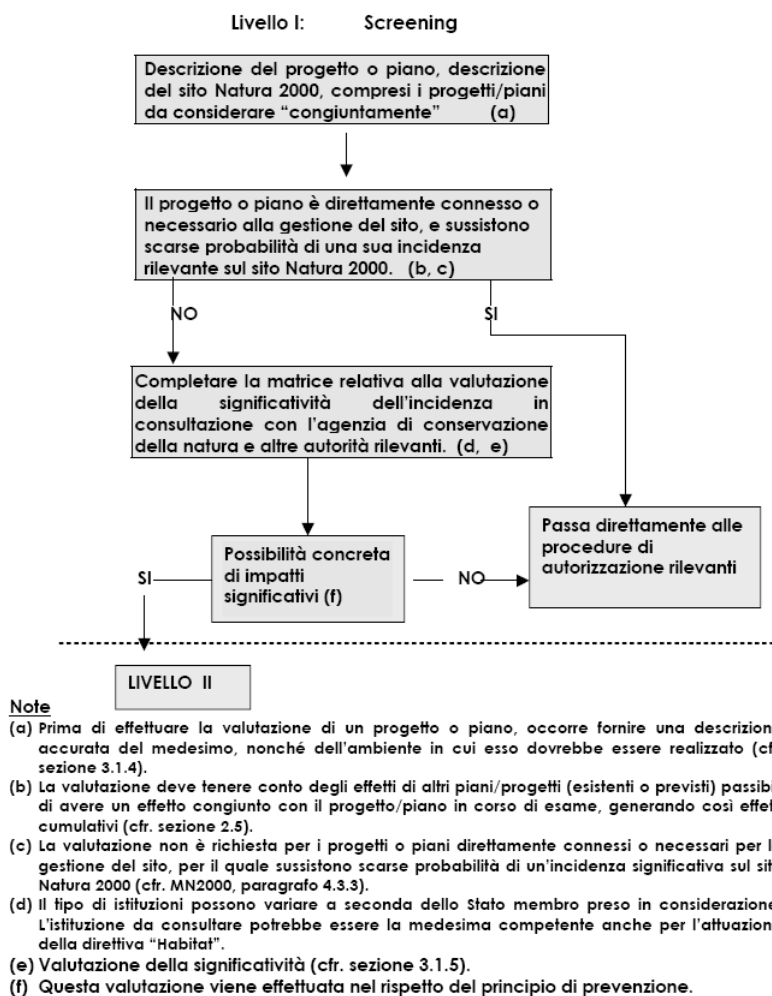 Livello I: Screening
Descrizione del progetto o piano, descrizione
del sito Natura 2000, compresi i progetti/piani
da considerare “congiuntamente” (a)
Il progetto o piano è direttamente connesso o
necessario alla gestione del sito, e sussistono
scarse probabilità di una sua incidenza
rilevante sul sito Natura 2000. (b, c)
NO
SI
Completare la matrice relativa alla valutazione
della significatività dell’incidenza in
consultazione con l’agenzia di conservazione
della natura e altre autorità rilevanti. (d, e)
Possibilità concreta
di impatti
significativi (f)
SI
NO
Passa direttamente alle
procedure di
autorizzazione rilevanti
LIVELLO II
Note
(a) Prima di effettuare la valutazione di un progetto o piano, occorre fornire una descrizion
accurata del medesimo, nonché dell’ambiente in cui esso dovrebbe essere realizzato (cf
sezione 3.1.4).
(b) La valutazione deve tenere conto degli effetti di altri piani/progetti (esistenti o previsti) passibi
di avere un effetto congiunto con il progetto/piano in corso di esame, generando così effet
cumulativi (cfr. sezione 2.5).
(c) La valutazione non è richiesta per i progetti o piani direttamente connessi o necessari per l
gestione del sito, per il quale sussistono scarse probabilità di un’incidenza significativa sul sit
Natura 2000 (cfr. MN2000, paragrafo 4.3.3).
(d) Il tipo di istituzioni possono variare a seconda dello Stato membro preso in considerazione
L’istituzione da consultare potrebbe essere la medesima competente anche per l’attuazion
della direttiva “Habitat”.
(e) Valutazione della significatività (cfr. sezione 3.1.5).
(f) Questa valutazione viene effettuata nel rispetto del principio di prevenzione.